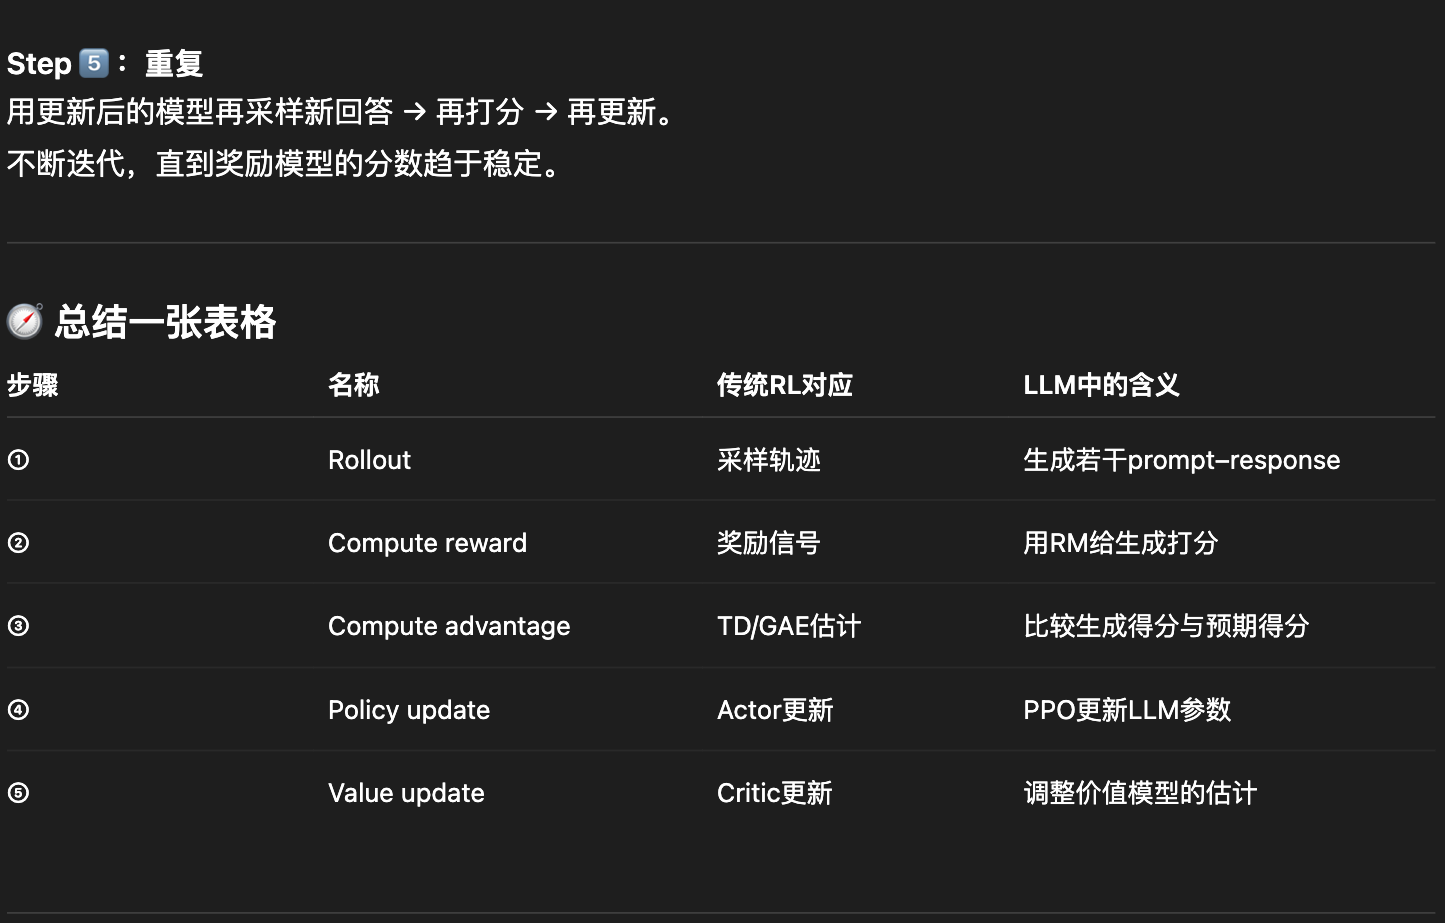 Step 5️⃣：重复
用更新后的模型再采样新回答 → 再打分 → 再更新。
不断迭代，直到奖励模型的分数趋于稳定。
🧭 总结一张表格
步骤 名称 传统RL对应 LLM中的含义
① Rollout 采样轨迹 生成若干prompt–response
② Compute reward 奖励信号 用RM给生成打分
③ Compute advantage TD/GAE估计 比较生成得分与预期得分
④ Policy update Actor更新 PPO更新LLM参数
⑤ Value update Critic更新 调整价值模型的估计